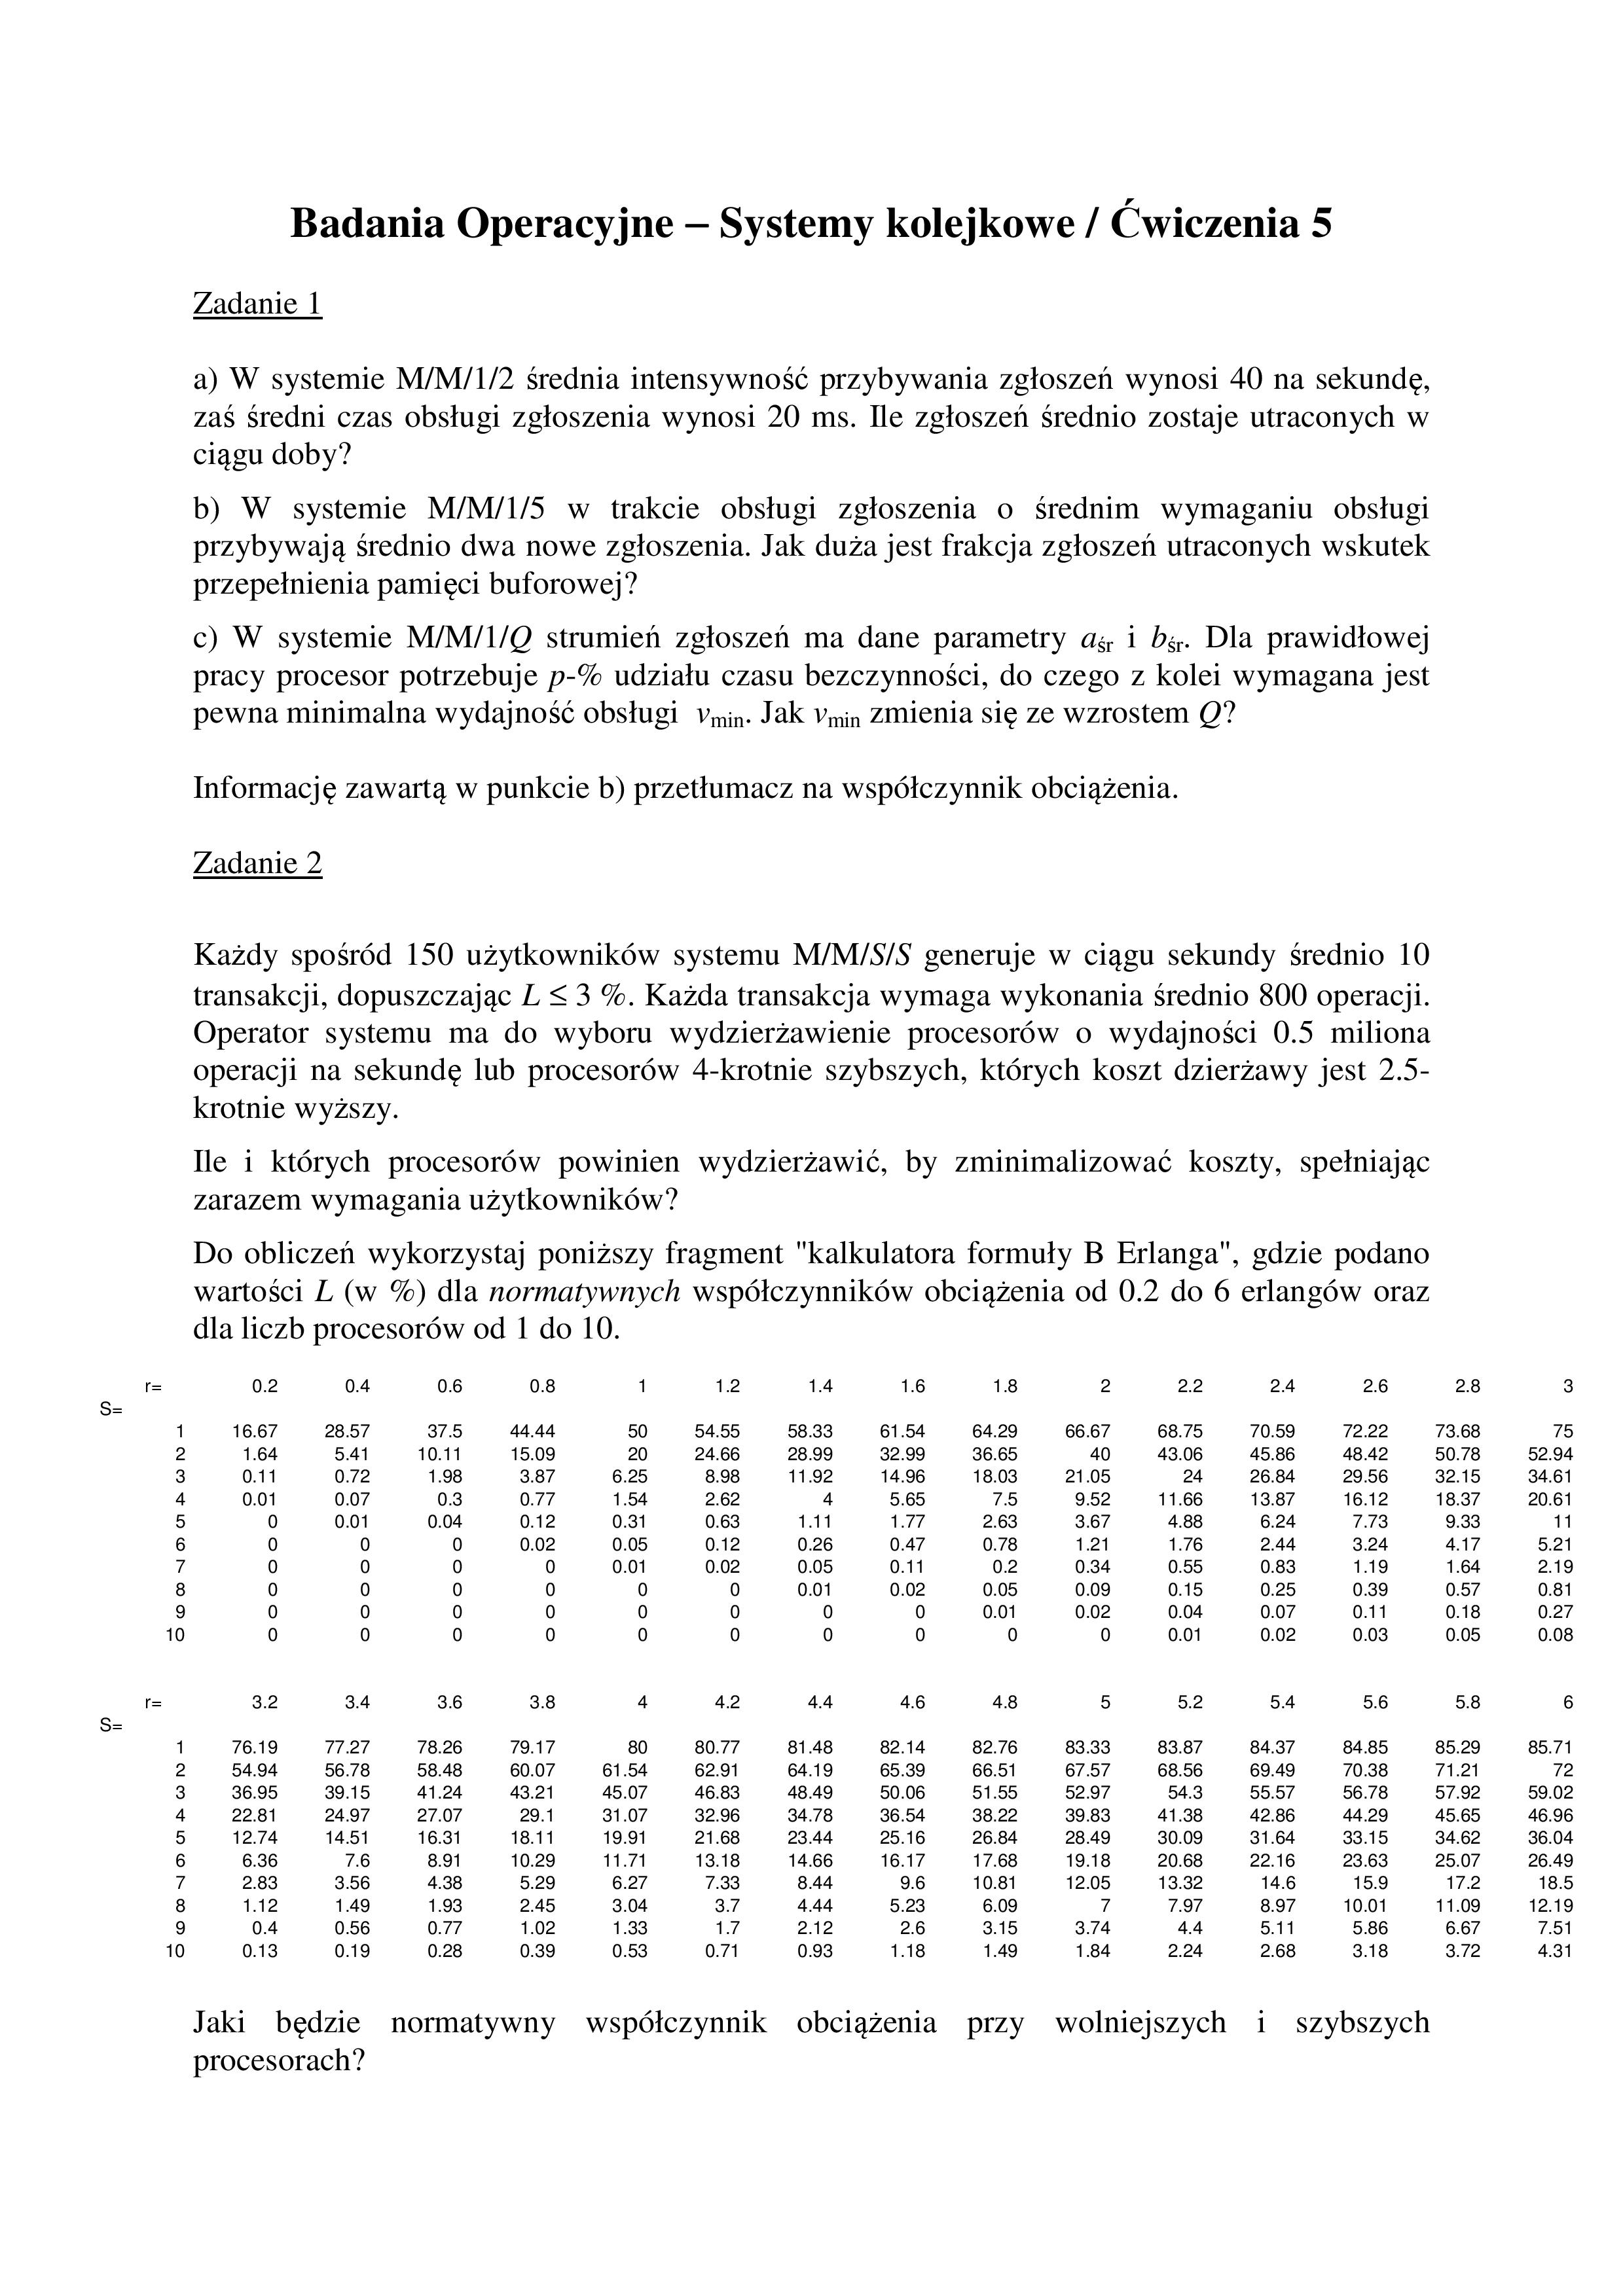 Badania Operacyjne – Systemy kolejkowe / Ćwiczenia 5
Zadanie 1
a) W systemie M/M/1/2 średnia intensywność przybywania zgłoszeń wynosi 40 na sekundę,
zaś średni czas obsługi zgłoszenia wynosi 20 ms. Ile zgłoszeń średnio zostaje utraconych w
ciągu doby?
b) W systemie M/M/1/5 w trakcie obsługi zgłoszenia o średnim wymaganiu obsługi
przybywają średnio dwa nowe zgłoszenia. Jak duża jest frakcja zgłoszeń utraconych wskutek
przepełnienia pamięci buforowej?
c) W systemie M/M/1/Q strumień zgłoszeń ma dane parametry aśr i bśr. Dla prawidłowej
pracy procesor potrzebuje p-% udziału czasu bezczynności, do czego z kolei wymagana jest
pewna minimalna wydajność obsługi vmin. Jak vmin zmienia się ze wzrostem Q?
Informację zawartą w punkcie b) przetłumacz na współczynnik obciążenia.
Zadanie 2
Każdy spośród 150 użytkowników systemu M/M/S/S generuje w ciągu sekundy średnio 10
transakcji, dopuszczając L ≤ 3 %. Każda transakcja wymaga wykonania średnio 800 operacji.
Operator systemu ma do wyboru wydzierżawienie procesorów o wydajności 0.5 miliona
operacji na sekundę lub procesorów 4-krotnie szybszych, których koszt dzierżawy jest 2.5-
krotnie wyższy.
Ile i których procesorów powinien wydzierżawić, by zminimalizować koszty, spełniając
zarazem wymagania użytkowników?
Do obliczeń wykorzystaj poniższy fragment "kalkulatora formuły B Erlanga", gdzie podano
wartości L (w %) dla normatywnych współczynników obciążenia od 0.2 do 6 erlangów oraz
dla liczb procesorów od 1 do 10.
r= 0.2 0.4 0.6 0.8 1 1.2 1.4 1.6 1.8 2 2.2 2.4 2.6 2.8 3
S=
1 16.67 28.57 37.5 44.44 50 54.55 58.33 61.54 64.29 66.67 68.75 70.59 72.22 73.68 75
2 1.64 5.41 10.11 15.09 20 24.66 28.99 32.99 36.65 40 43.06 45.86 48.42 50.78 52.94
3 0.11 0.72 1.98 3.87 6.25 8.98 11.92 14.96 18.03 21.05 24 26.84 29.56 32.15 34.61
4 0.01 0.07 0.3 0.77 1.54 2.62 4 5.65 7.5 9.52 11.66 13.87 16.12 18.37 20.61
5 0 0.01 0.04 0.12 0.31 0.63 1.11 1.77 2.63 3.67 4.88 6.24 7.73 9.33 11
6 0 0 0 0.02 0.05 0.12 0.26 0.47 0.78 1.21 1.76 2.44 3.24 4.17 5.21
7 0 0 0 0 0.01 0.02 0.05 0.11 0.2 0.34 0.55 0.83 1.19 1.64 2.19
8 0 0 0 0 0 0 0.01 0.02 0.05 0.09 0.15 0.25 0.39 0.57 0.81
9 0 0 0 0 0 0 0 0 0.01 0.02 0.04 0.07 0.11 0.18 0.27
10 0 0 0 0 0 0 0 0 0 0 0.01 0.02 0.03 0.05 0.08
r= 3.2 3.4 3.6 3.8 4 4.2 4.4 4.6 4.8 5 5.2 5.4 5.6 5.8 6
S=
1 76.19 77.27 78.26 79.17 80 80.77 81.48 82.14 82.76 83.33 83.87 84.37 84.85 85.29 85.71
2 54.94 56.78 58.48 60.07 61.54 62.91 64.19 65.39 66.51 67.57 68.56 69.49 70.38 71.21 72
3 36.95 39.15 41.24 43.21 45.07 46.83 48.49 50.06 51.55 52.97 54.3 55.57 56.78 57.92 59.02
4 22.81 24.97 27.07 29.1 31.07 32.96 34.78 36.54 38.22 39.83 41.38 42.86 44.29 45.65 46.96
5 12.74 14.51 16.31 18.11 19.91 21.68 23.44 25.16 26.84 28.49 30.09 31.64 33.15 34.62 36.04
6 6.36 7.6 8.91 10.29 11.71 13.18 14.66 16.17 17.68 19.18 20.68 22.16 23.63 25.07 26.49
7 2.83 3.56 4.38 5.29 6.27 7.33 8.44 9.6 10.81 12.05 13.32 14.6 15.9 17.2 18.5
8 1.12 1.49 1.93 2.45 3.04 3.7 4.44 5.23 6.09 7 7.97 8.97 10.01 11.09 12.19
9 0.4 0.56 0.77 1.02 1.33 1.7 2.12 2.6 3.15 3.74 4.4 5.11 5.86 6.67 7.51
10 0.13 0.19 0.28 0.39 0.53 0.71 0.93 1.18 1.49 1.84 2.24 2.68 3.18 3.72 4.31
Jaki będzie normatywny współczynnik obciążenia przy wolniejszych i szybszych
procesorach?